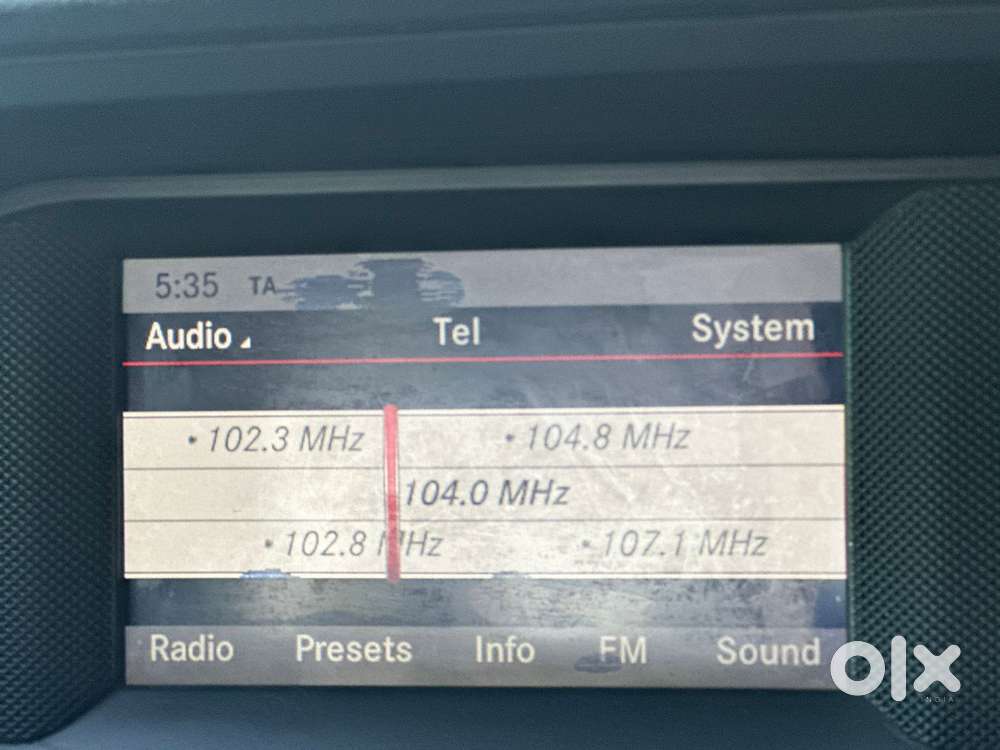 5:35 TA
Audio Tel System
• 102.3 MHz • 104.8 MHz
104.0 MHz
• 102.8 MHz • 107.1 MHz
Radio Presets Info FM Sound
olx
INDIA